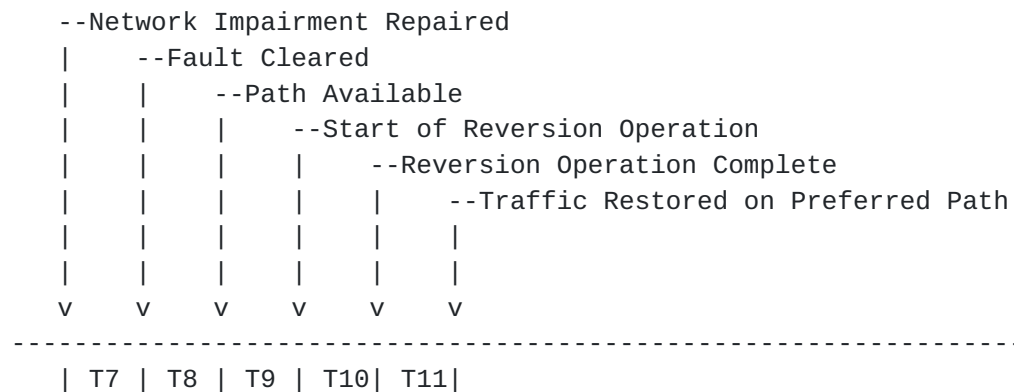 --Network Impairment Repaired
|    --Fault Cleared
|    |    --Path Available
|    |    |    --Start of Reversion Operation
|    |    |    |    --Reversion Operation Complete
|    |    |    |    |    --Traffic Restored on Preferred Path
|    |    |    |    |    |
|    |    |    |    |    |
v    v    v    v    v    v
-----------------------------------------------------------------
| T7 | T8 | T9 | T10| T11|